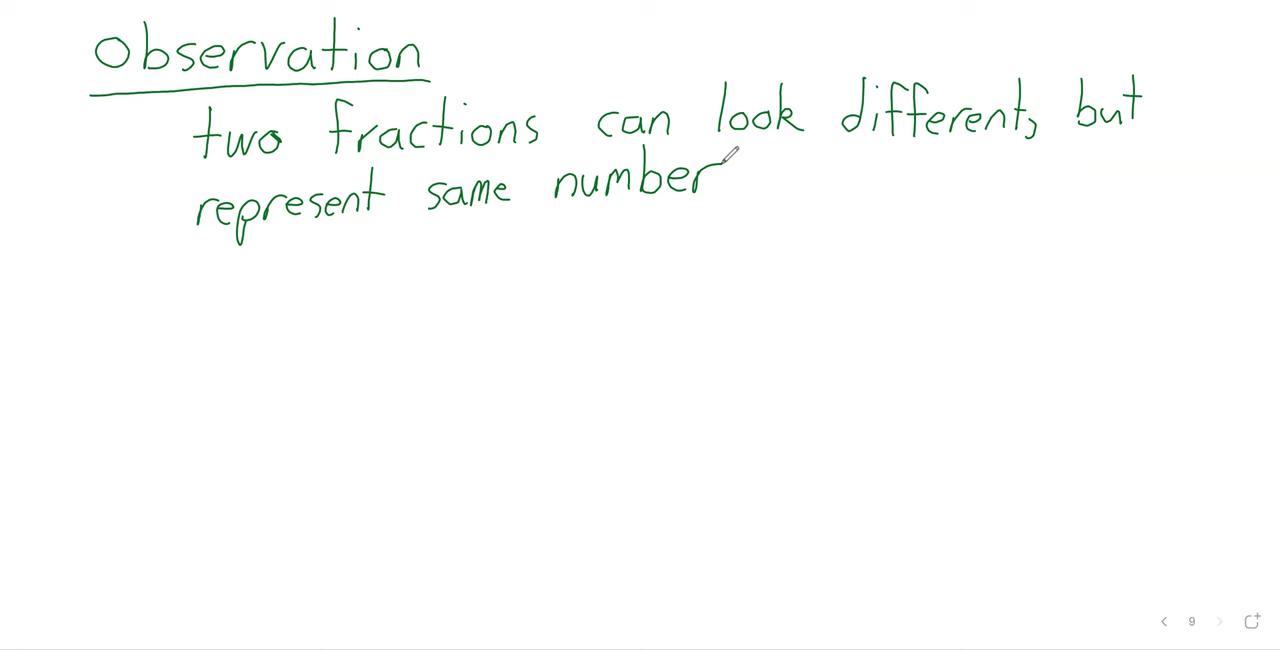 Observation
two fractions can look different, but
represent same number
9